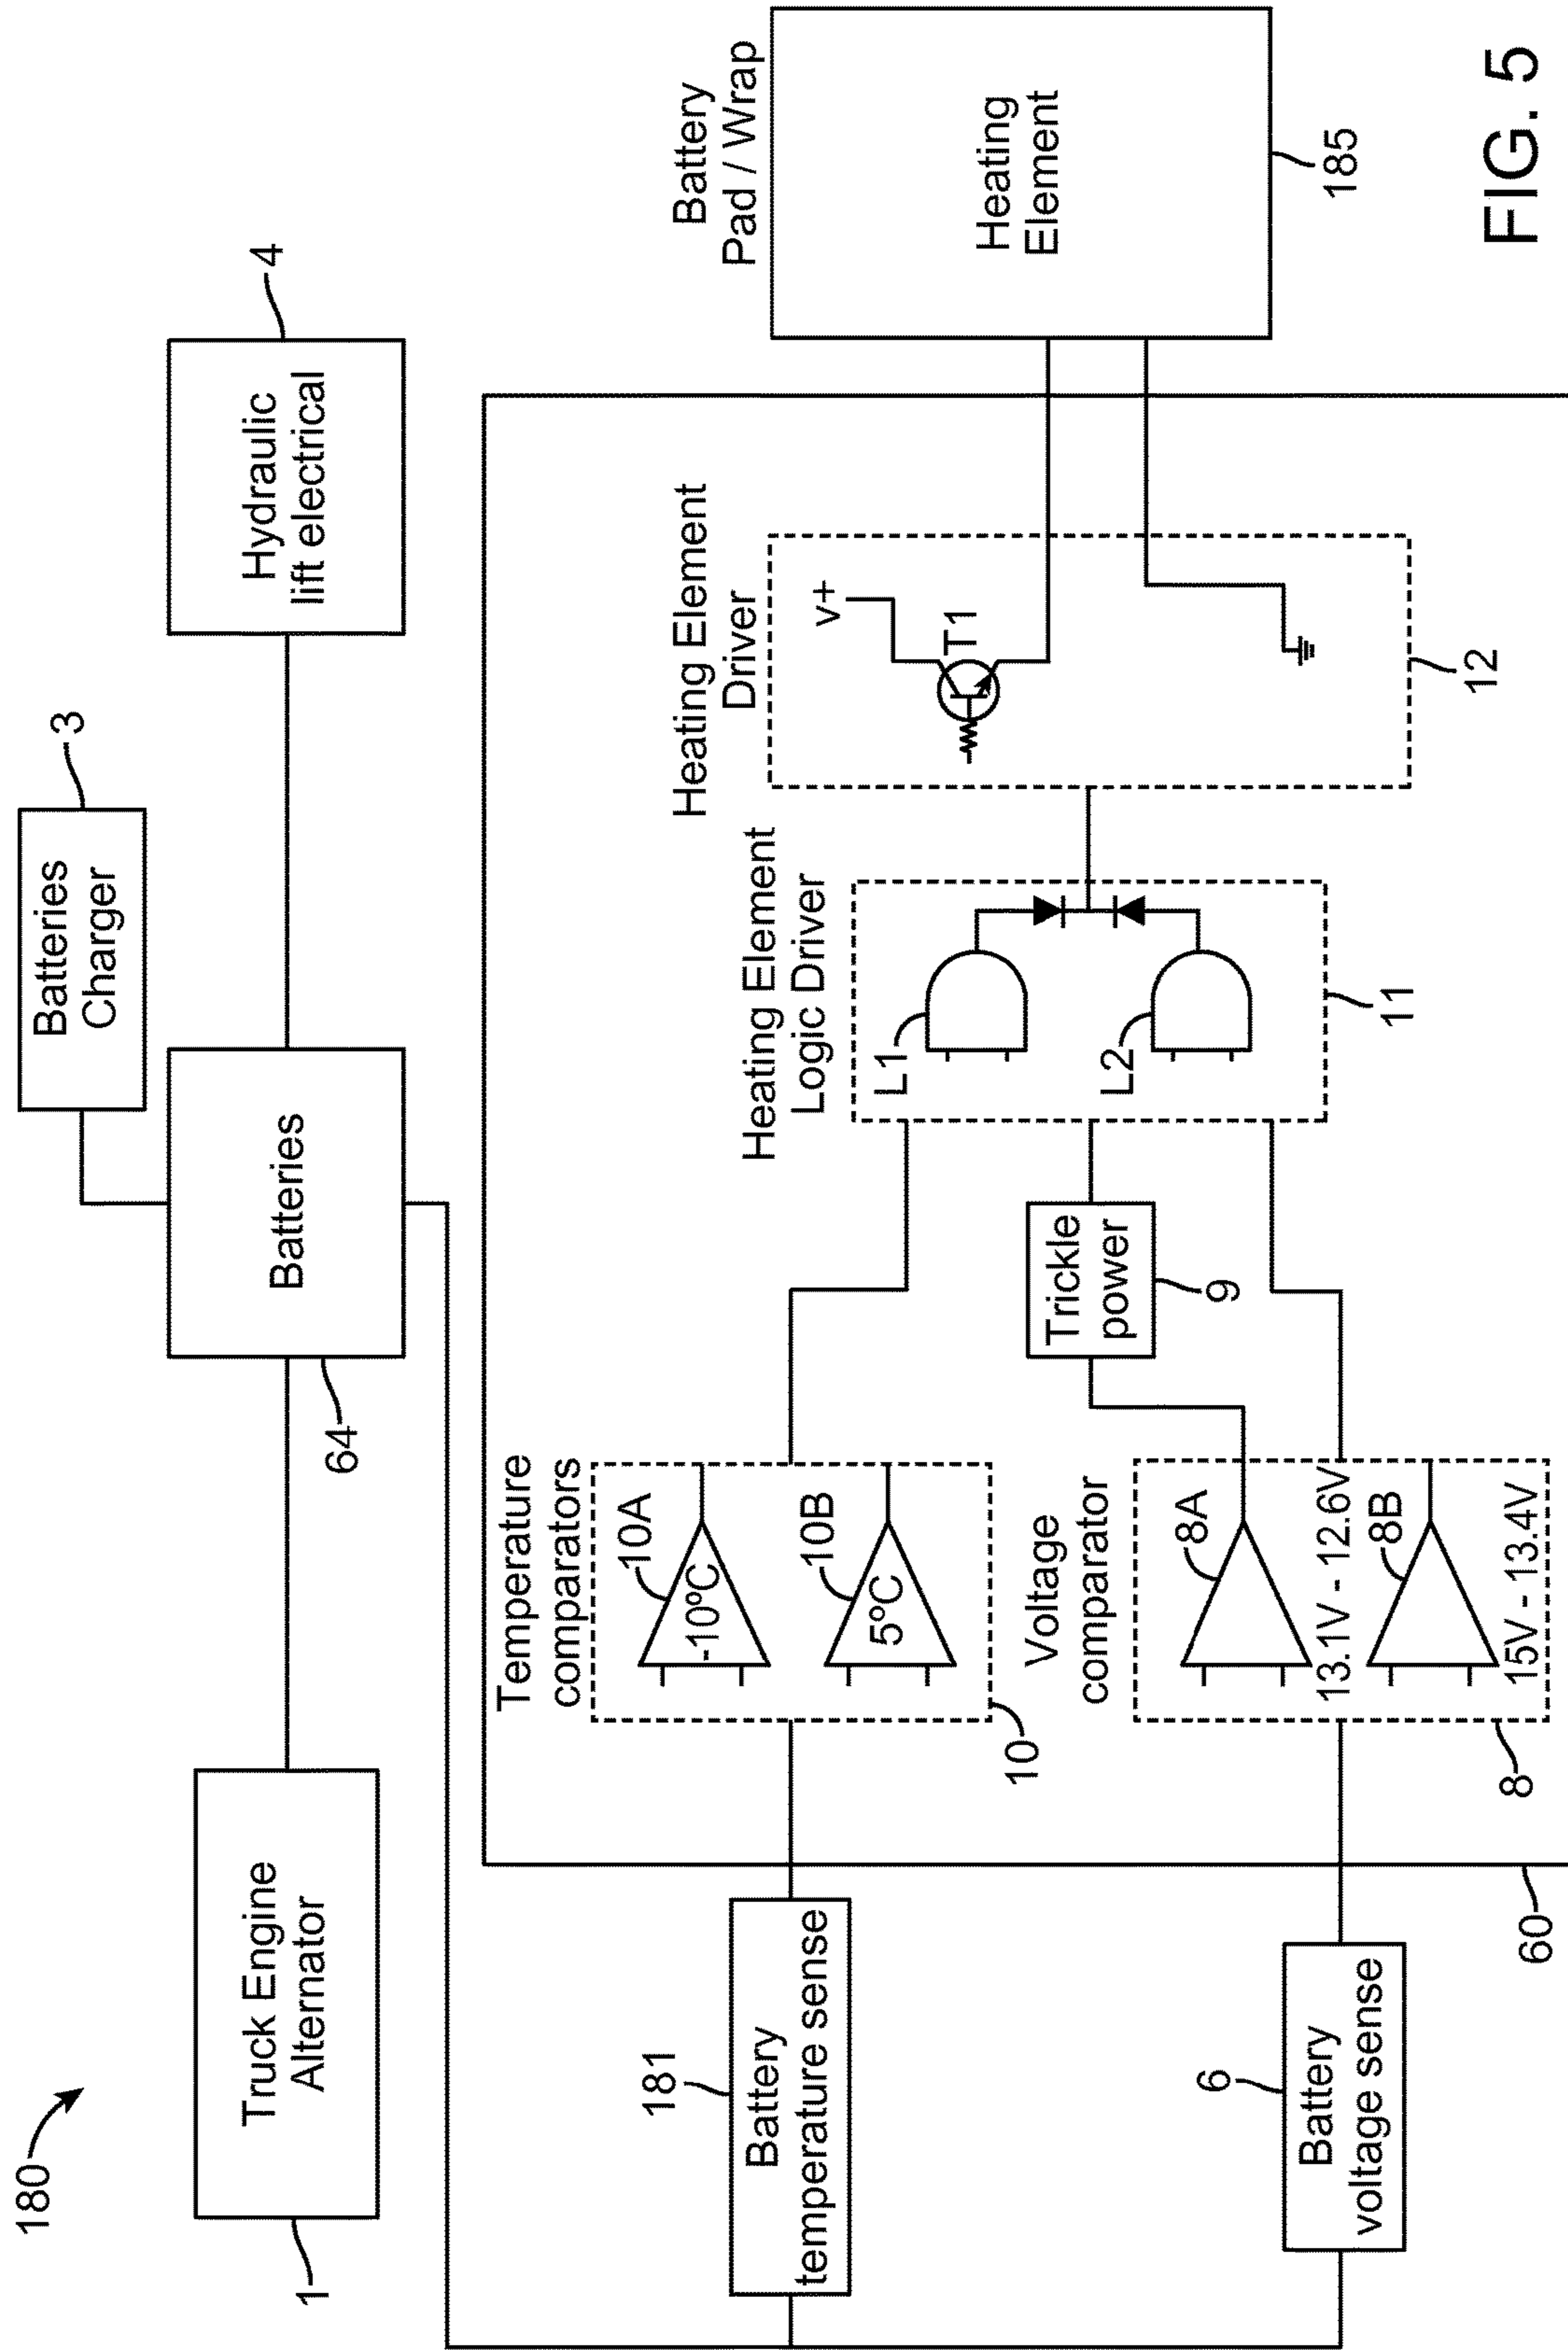 180
Truck Engine
Alternator
1
Batteries
64
Batteries
Charger
3
Hydraulic
lift electrical
4
Battery
temperature sense
181
Battery
voltage sense
6
60
Temperature
comparators
10A
-10ºC
10B
5ºC
10
Voltage
comparator
8A
13.1V - 12.6V
8B
15V - 13.4V
8
Trickle
power
9
Heating Element
Logic Driver
L1
L2
11
Heating Element
Driver
v+
T1
12
Battery
Pad / Wrap
Heating
Element
185
FIG. 5